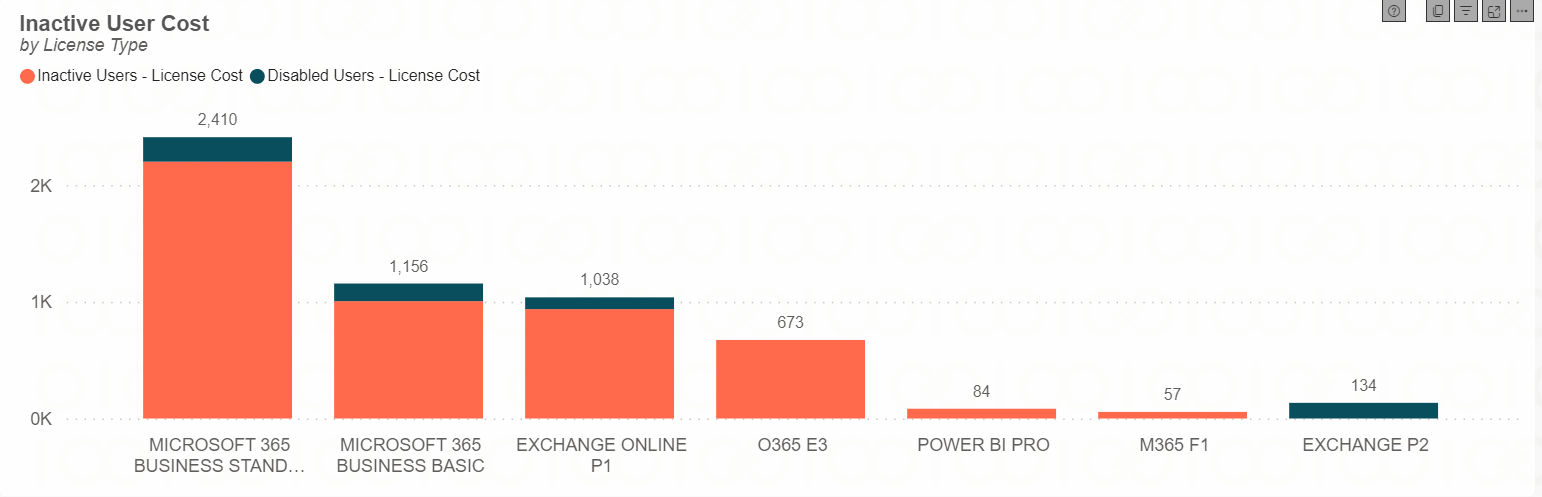 Inactive User Cost
by License Type
Inactive Users - License Cost Disabled Users - License Cost
2,410
2K
1,156
1,038
1K
673
84
57
134
0K
MICROSOFT 365 MICROSOFT 365 EXCHANGE ONLINE O365 E3 POWER BI PRO M365 F1 EXCHANGE P2
BUSINESS STAND… BUSINESS BASIC P1